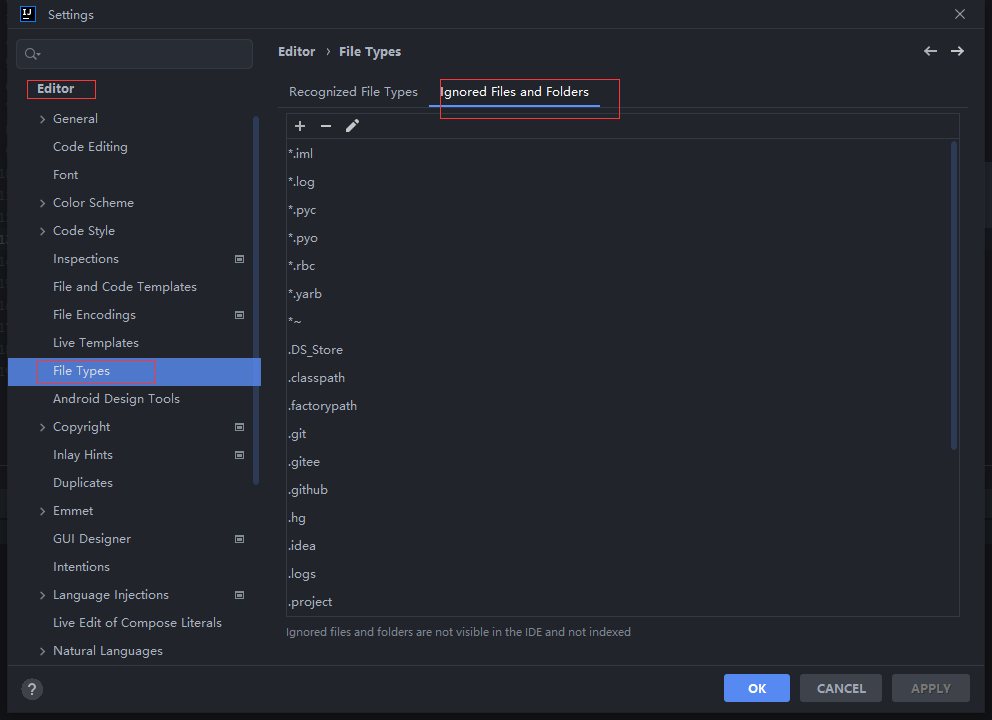 IJ
Settings
Editor › File Types
Editor
General
Code Editing
Font
Color Scheme
Code Style
Inspections
File and Code Templates
File Encodings
Live Templates
File Types
Android Design Tools
Copyright
Inlay Hints
Duplicates
Emmet
GUI Designer
Intentions
Language Injections
Live Edit of Compose Literals
Natural Languages
Recognized File Types
Ignored Files and Folders
*.iml
*.log
*.pyc
*.pyo
*.rbc
*.yarb
*~
.DS_Store
.classpath
.factorypath
.git
.gitee
.github
.hg
.idea
.logs
.project
Ignored files and folders are not visible in the IDE and not indexed
?
OK
CANCEL
APPLY